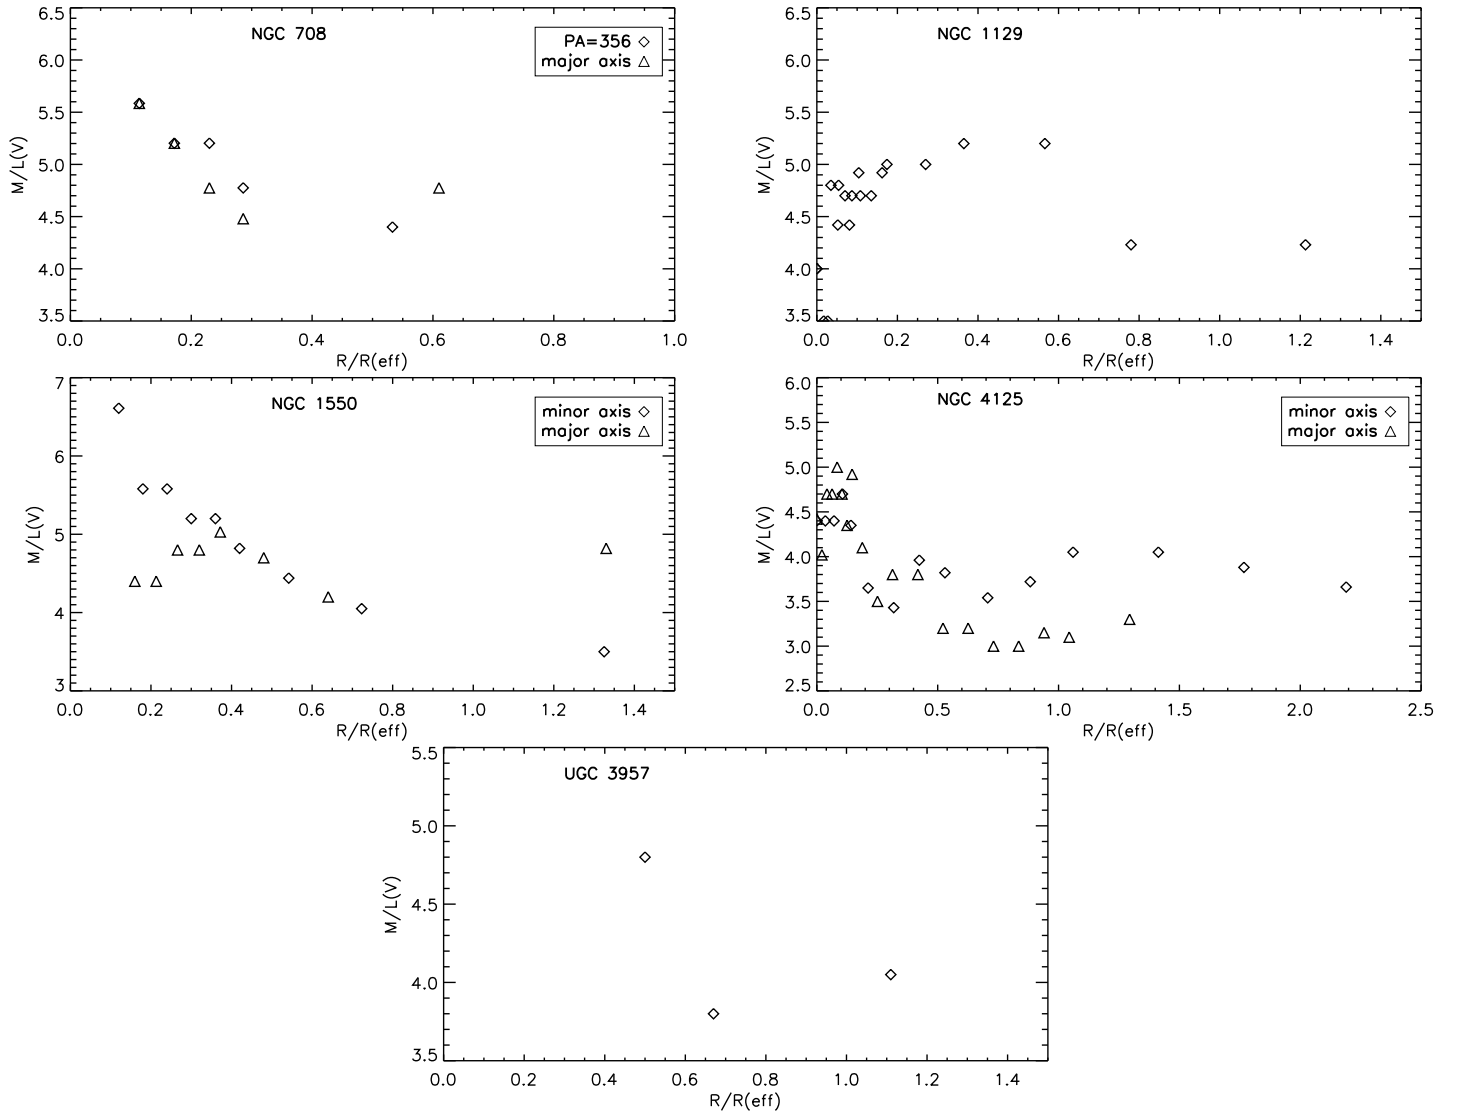 NGC 708
PA=356
major axis
6.5
6.0
5.5
5.0
4.5
4.0
3.5
M/L(V)
0.0 0.2 0.4 0.6 0.8 1.0
R/R(eff)
NGC 1129
6.5
6.0
5.5
5.0
4.5
4.0
3.5
M/L(V)
0.0 0.2 0.4 0.6 0.8 1.0 1.2 1.4
R/R(eff)
NGC 1550
minor axis
major axis
7
6
5
4
3
M/L(V)
0.0 0.2 0.4 0.6 0.8 1.0 1.2 1.4
R/R(eff)
NGC 4125
minor axis
major axis
6.0
5.5
5.0
4.5
4.0
3.5
3.0
2.5
M/L(V)
0.0 0.5 1.0 1.5 2.0 2.5
R/R(eff)
UGC 3957
5.5
5.0
4.5
4.0
3.5
M/L(V)
0.0 0.2 0.4 0.6 0.8 1.0 1.2 1.4
R/R(eff)